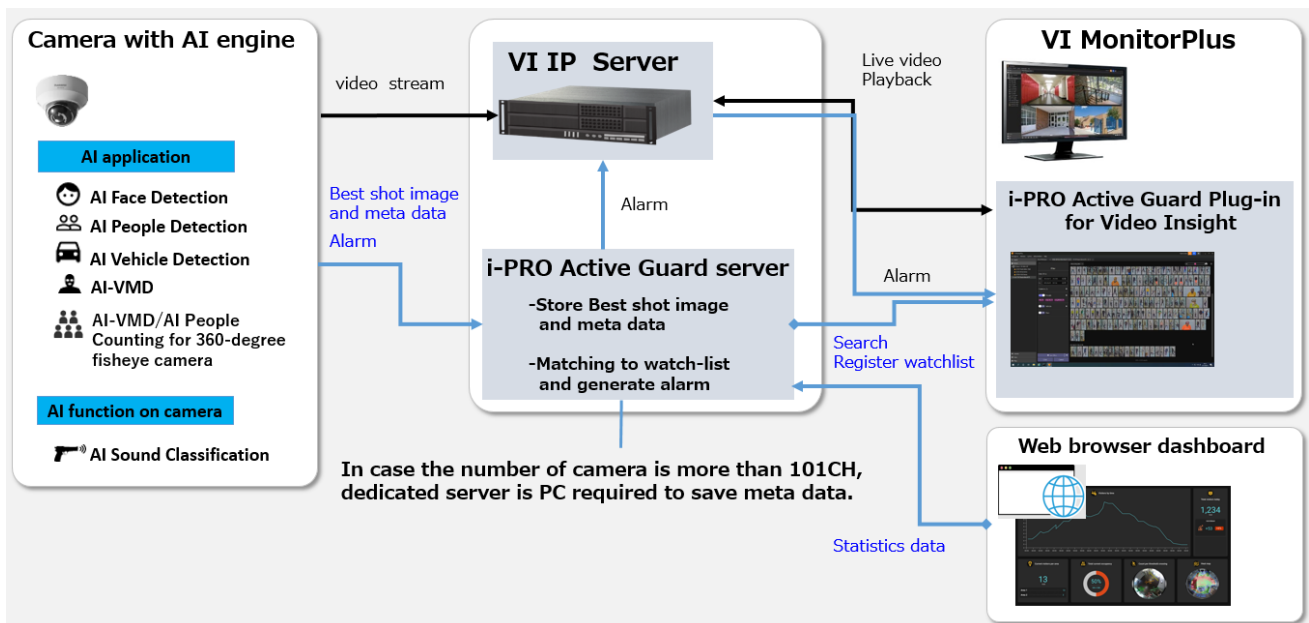 Camera with AI engine
AI application
AI Face Detection
AI People Detection
AI Vehicle Detection
AI-VMD
AI-VMD/AI People
Counting for 360-degree
fisheye camera
AI function on camera
AI Sound Classification
video stream
Best shot image
and meta data
Alarm
VI IP Server
Alarm
i-PRO Active Guard server
-Store Best shot image
and meta data
-Matching to watch-list
and generate alarm
In case the number of camera is more than 101CH,
dedicated server is PC required to save meta data.
Live video
Playback
Alarm
Search
Register watchlist
Statistics data
VI MonitorPlus
i-PRO Active Guard Plug-in
for Video Insight
Web browser dashboard
1,234
13